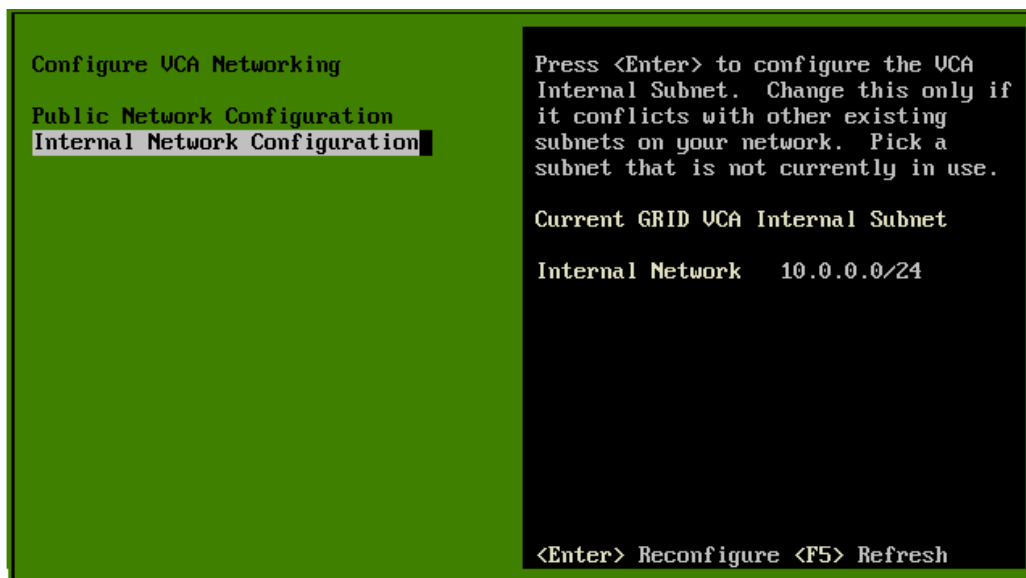 Configure VCA Networking
Public Network Configuration
Internal Network Configuration
Press <Enter> to configure the VCA
Internal Subnet.  Change this only if
it conflicts with other existing
subnets on your network.  Pick a
subnet that is not currently in use.
Current GRID VCA Internal Subnet
Internal Network   10.0.0.0/24
<Enter> Reconfigure <F5> Refresh